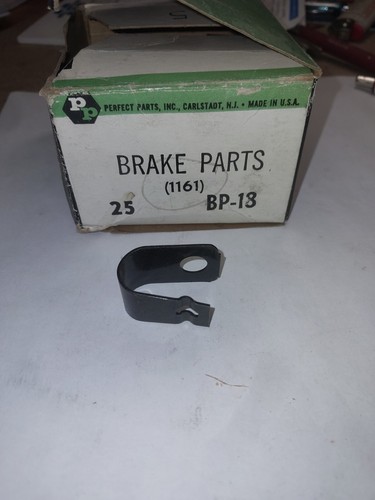 PP
PERFECT PARTS, INC., CARLSTADT, N.J. • MADE IN U.S.A.
BRAKE PARTS
(1161)
25 BP-18